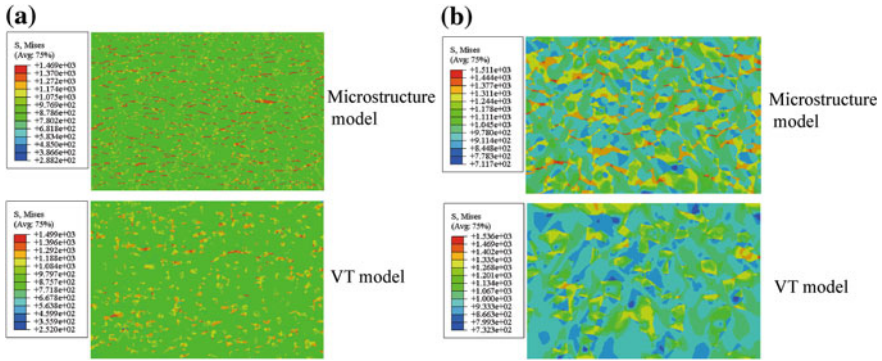 (a)
S, Mises
(Avg: 75%)
+1.469e+03
+1.370e+03
+1.272e+03
+1.174e+03
+1.075e+03
+9.769e+02
+8.786e+02
+7.802e+02
+6.818e+02
+5.834e+02
+4.850e+02
+3.866e+02
+2.882e+02
Microstructure
model
S, Mises
(Avg: 75%)
+1.499e+03
+1.396e+03
+1.292e+03
+1.188e+03
+1.084e+03
+9.797e+02
+8.757e+02
+7.718e+02
+6.678e+02
+5.638e+02
+4.599e+02
+3.559e+02
+2.520e+02
VT model
(b)
S, Mises
(Avg: 75%)
+1.511e+03
+1.444e+03
+1.377e+03
+1.311e+03
+1.244e+03
+1.178e+03
+1.111e+03
+1.045e+03
+9.780e+02
+9.114e+02
+8.448e+02
+7.783e+02
+7.117e+02
Microstructure
model
S, Mises
(Avg: 75%)
+1.536e+03
+1.469e+03
+1.402e+03
+1.335e+03
+1.268e+03
+1.201e+03
+1.134e+03
+1.067e+03
+1.000e+03
+9.333e+02
+8.663e+02
+7.993e+02
+7.323e+02
VT model